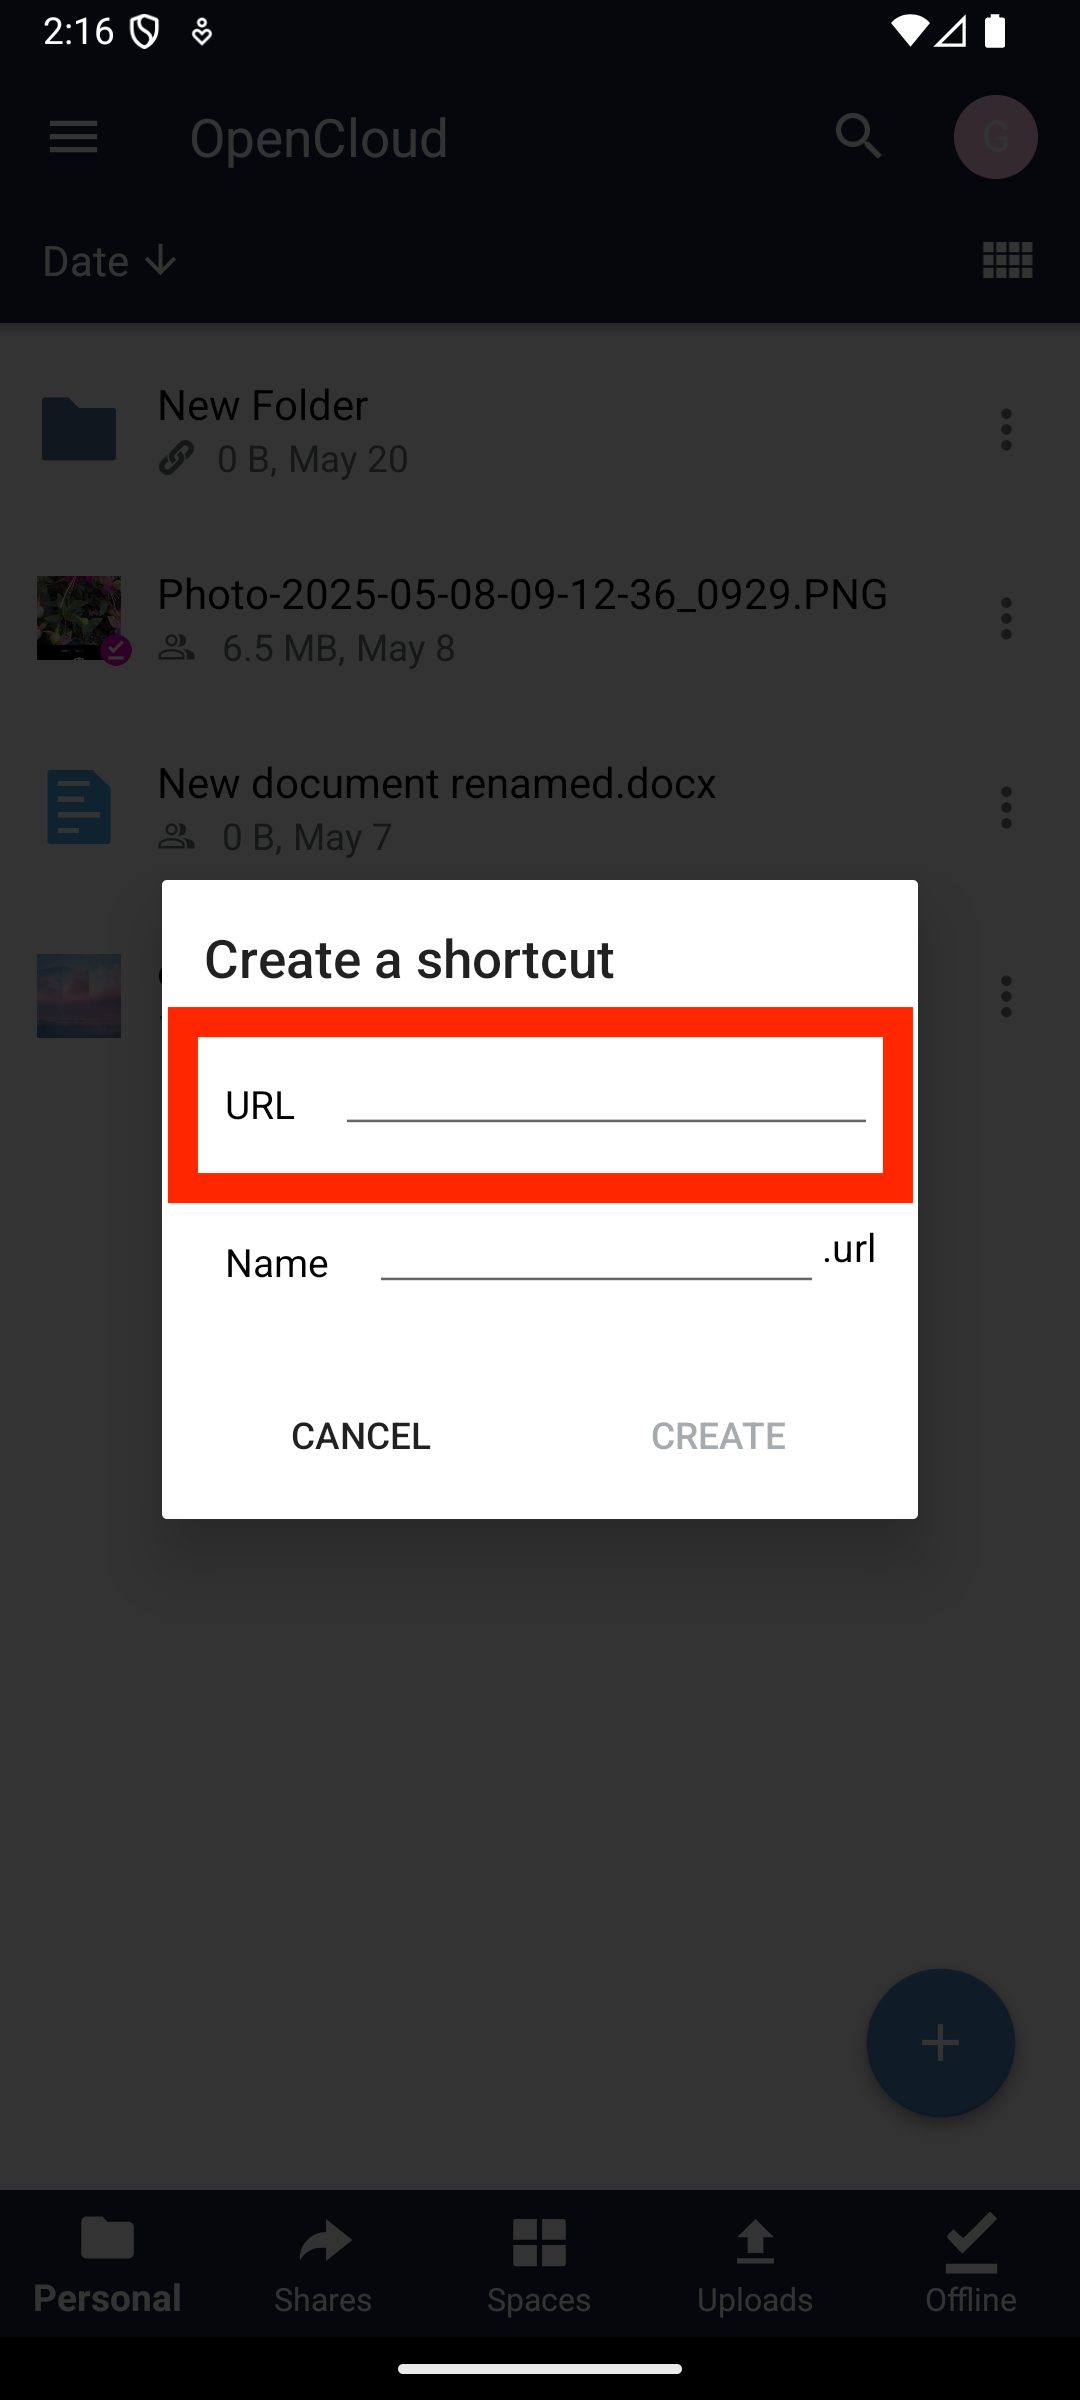 2:16
OpenCloud
G
Date
New Folder
0 B, May 20
Photo-2025-05-08-09-12-36_0929.PNG
6.5 MB, May 8
New document renamed.docx
0 B, May 7
Create a shortcut
URL
Name
.url
CANCEL
CREATE
Personal
Shares
Spaces
Uploads
Offline